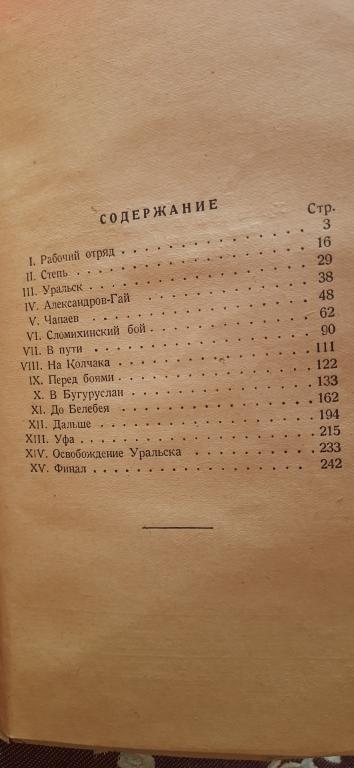 СОДЕРЖАНИЕ
Стр.
I. Рабочий отряд . . . . . . . . . . . . 3
II. Степь . . . . . . . . . . . . . . . 16
III. Уральск . . . . . . . . . . . . . . 29
IV. Александров-Гай . . . . . . . . . . . 38
V. Чапаев . . . . . . . . . . . . . . . 48
VI. Сломихинский бой . . . . . . . . . . 62
VII. В пути . . . . . . . . . . . . . . 90
VIII. На Колчака . . . . . . . . . . . . 111
IX. Перед боями . . . . . . . . . . . . 122
X. В Бугуруслан . . . . . . . . . . . . 133
XI. До Белебея . . . . . . . . . . . . . 162
XII. Дальше . . . . . . . . . . . . . . 194
XIII. Уфа . . . . . . . . . . . . . . . 215
XIV. Освобождение Уральска . . . . . . . 233
XV. Финал . . . . . . . . . . . . . . . 242